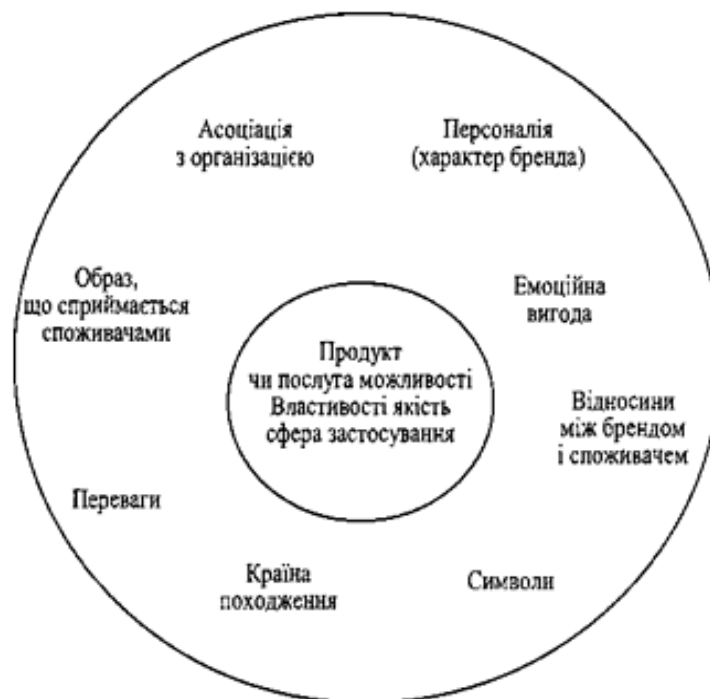 Асоціація
з організацією
Персоналія
(характер бренда)
Образ,
що сприймається
споживачами
Емоційна
вигода
Продукт
чи послуга можливості
Властивості якість
сфера застосування
Відносини
між брендом
і споживачем
Переваги
Країна
походження
Символи